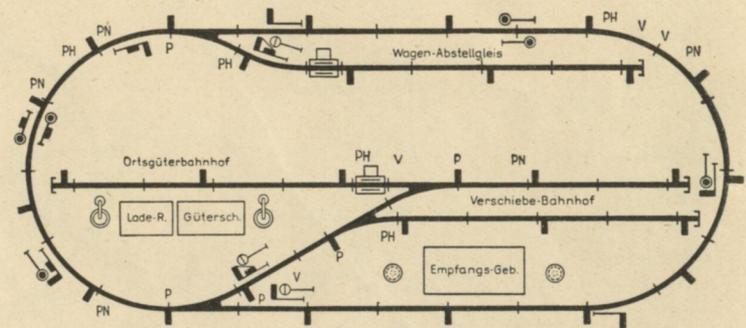 PN
PH
PN
P
PH
PH
V
V
PN
Wagen-Abstellgleis
Ortsgüterbahnhof
PH
V
P
PN
Lade-R.
Gütersch.
Verschiebe-Bahnhof
PH
P
V
P
Empfangs-Geb.
P
PN